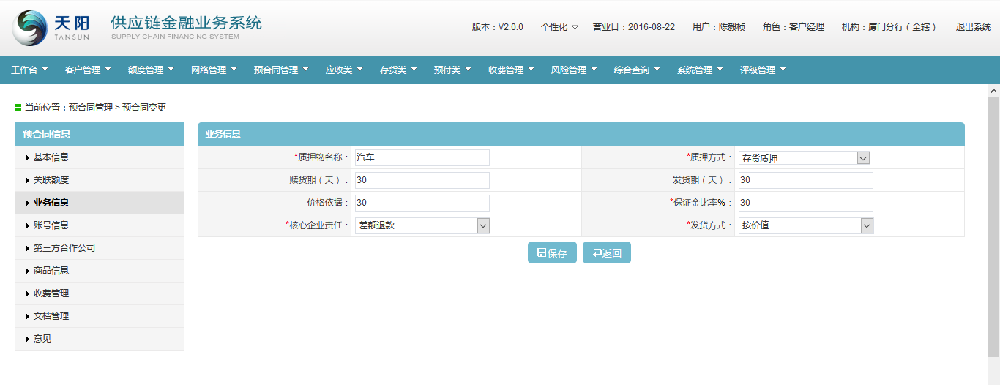 天阳 供应链金融业务系统
TANSUN SUPPLY CHAIN FINANCING SYSTEM
版本：V2.0.0 个性化 营业日：2016-08-22 用户：陈毅桢 角色：客户经理 机构：厦门分行（全辖） 退出系统
工作台 客户管理 额度管理 网络管理 预合同管理 应收类 存货类 预付类 收费管理 风险管理 综合查询 系统管理 评级管理
当前位置：预合同管理 > 预合同变更
预合同信息
基本信息
关联额度
业务信息
账号信息
第三方合作公司
商品信息
收费管理
文档管理
意见
业务信息
*质押物名称： 汽车 *质押方式： 存货质押
赎货期（天）： 30 发货期（天）： 30
价格依据： 30 *保证金比率%： 30
*核心企业责任： 差额退款 *发货方式： 按价值
保存 返回